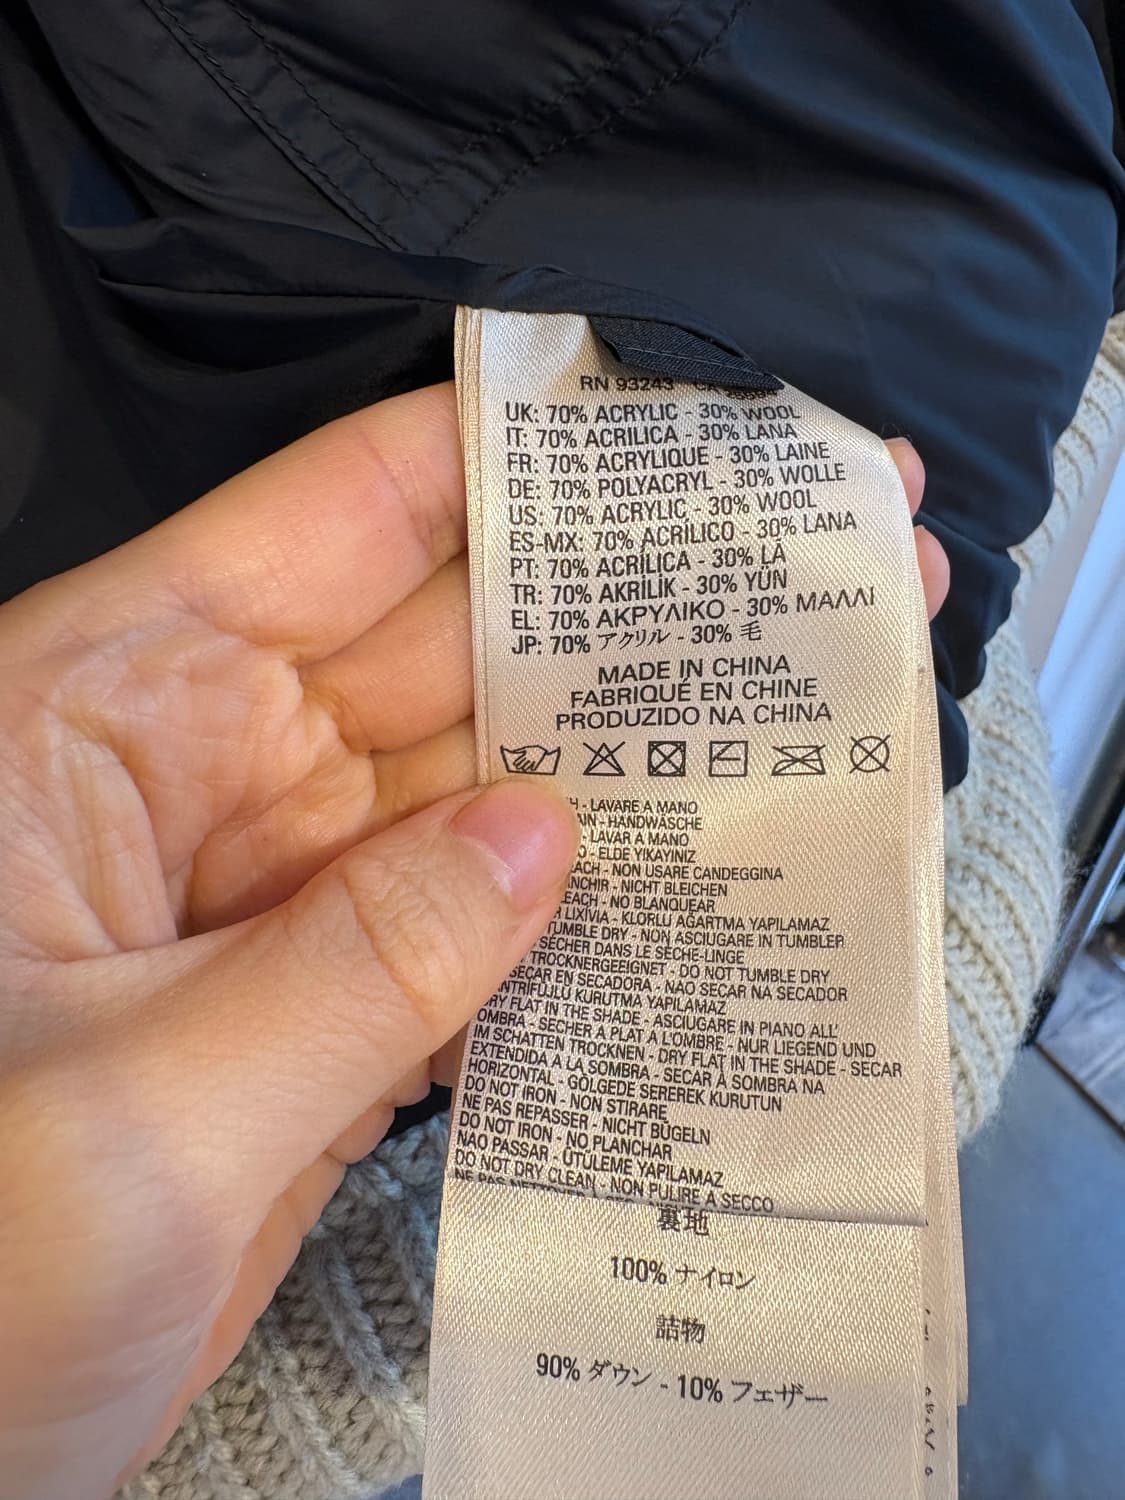 RN 93243 CA
UK: 70% ACRYLIC - 30% WOOL
IT: 70% ACRILICA - 30% LANA
FR: 70% ACRYLIQUE - 30% LAINE
DE: 70% POLYACRYL - 30% WOLLE
US: 70% ACRYLIC - 30% WOOL
ES-MX: 70% ACRÍLICO - 30% LANA
PT: 70% ACRÍLICA - 30% LÃ
TR: 70% AKRİLİK - 30% YÜN
EL: 70% ΑΚΡΥΛΙΚΟ - 30% ΜΑΛΛΙ
JP: 70% アクリル - 30% 毛
MADE IN CHINA
FABRIQUÉ EN CHINE
PRODUZIDO NA CHINA
- LAVARE A MANO
- HANDWÄSCHE
- LAVAR A MANO
- ELDE YIKAYINIZ
- NON USARE CANDEGGINA
- NICHT BLEICHEN
- NO BLANQUEAR
LIXÍVIA - KLORLU AĞARTMA YAPILAMAZ
TUMBLE DRY - NON ASCIUGARE IN TUMBLER
SÉCHER DANS LE SÈCHE-LINGE
TROCKNERGEEIGNET - DO NOT TUMBLE DRY
SECAR EN SECADORA - NÃO SECAR NA SECADOR
KURUTMA YAPILAMAZ
DRY FLAT IN THE SHADE - ASCIUGARE IN PIANO ALL'
OMBRA - SECHER A PLAT A L'OMBRE - NUR LIEGEND UND
IM SCHATTEN TROCKNEN - DRY FLAT IN THE SHADE - SECAR
EXTENDIDA A LA SOMBRA - SECAR À SOMBRA NA
HORIZONTAL - GÖLGEDE SEREREK KURUTUN
DO NOT IRON - NON STIRARE
NE PAS REPASSER - NICHT BÜGELN
DO NOT IRON - NO PLANCHAR
NÃO PASSAR - ÜTÜLEME YAPILAMAZ
DO NOT DRY CLEAN - NON PULIRE A SECCO
NE PAS NETTOYER
裏地
100% ナイロン
詰物
90% ダウン - 10% フェザー